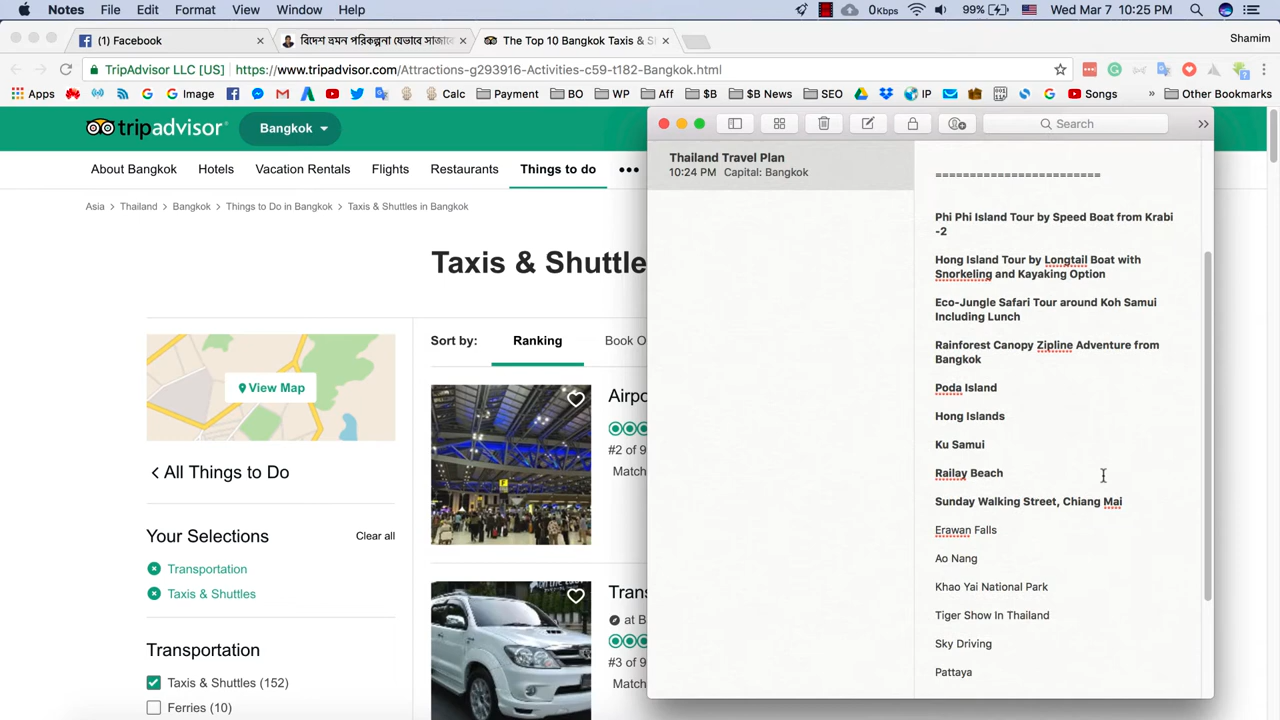 Notes File Edit Format View Window Help 0Kbps 99% Wed Mar 7 10:25 PM
(1) Facebook
বিদেশ ভ্রমন পরিকল্পনা যেভাবে সাজাবে
The Top 10 Bangkok Taxis & S
Shamim
TripAdvisor LLC [US] https://www.tripadvisor.com/Attractions-g293916-Activities-c59-t182-Bangkok.html
Apps Image Calc Payment BO WP Aff $B $B News SEO IP Songs » Other Bookmarks
tripadvisor Bangkok
About Bangkok Hotels Vacation Rentals Flights Restaurants Things to do
Asia > Thailand > Bangkok > Things to Do in Bangkok > Taxis & Shuttles in Bangkok
Taxis & Shuttle
View Map
< All Things to Do
Your Selections Clear all
Transportation
Taxis & Shuttles
Transportation
Taxis & Shuttles (152)
Ferries (10)
Sort by: Ranking Book O
Airpo
#2 of 9
Match
Trans
at B
#3 of 9
Match
Search
Thailand Travel Plan
10:24 PM Capital: Bangkok
========================
Phi Phi Island Tour by Speed Boat from Krabi
-2
Hong Island Tour by Longtail Boat with
Snorkeling and Kayaking Option
Eco-Jungle Safari Tour around Koh Samui
Including Lunch
Rainforest Canopy Zipline Adventure from
Bangkok
Poda Island
Hong Islands
Ku Samui
Railay Beach
Sunday Walking Street, Chiang Mai
Erawan Falls
Ao Nang
Khao Yai National Park
Tiger Show In Thailand
Sky Driving
Pattaya